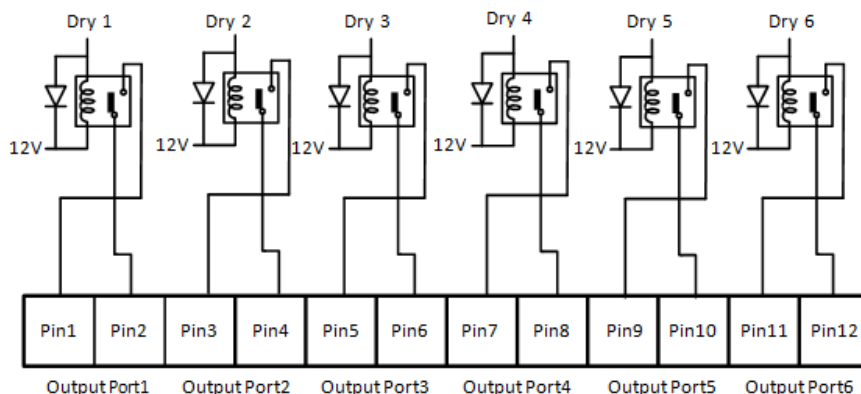 Dry 1 Dry 2 Dry 3 Dry 4 Dry 5 Dry 6
12V 12V 12V 12V 12V 12V
Pin1 Pin2 Pin3 Pin4 Pin5 Pin6 Pin7 Pin8 Pin9 Pin10 Pin11 Pin12
Output Port1 Output Port2 Output Port3 Output Port4 Output Port5 Output Port6